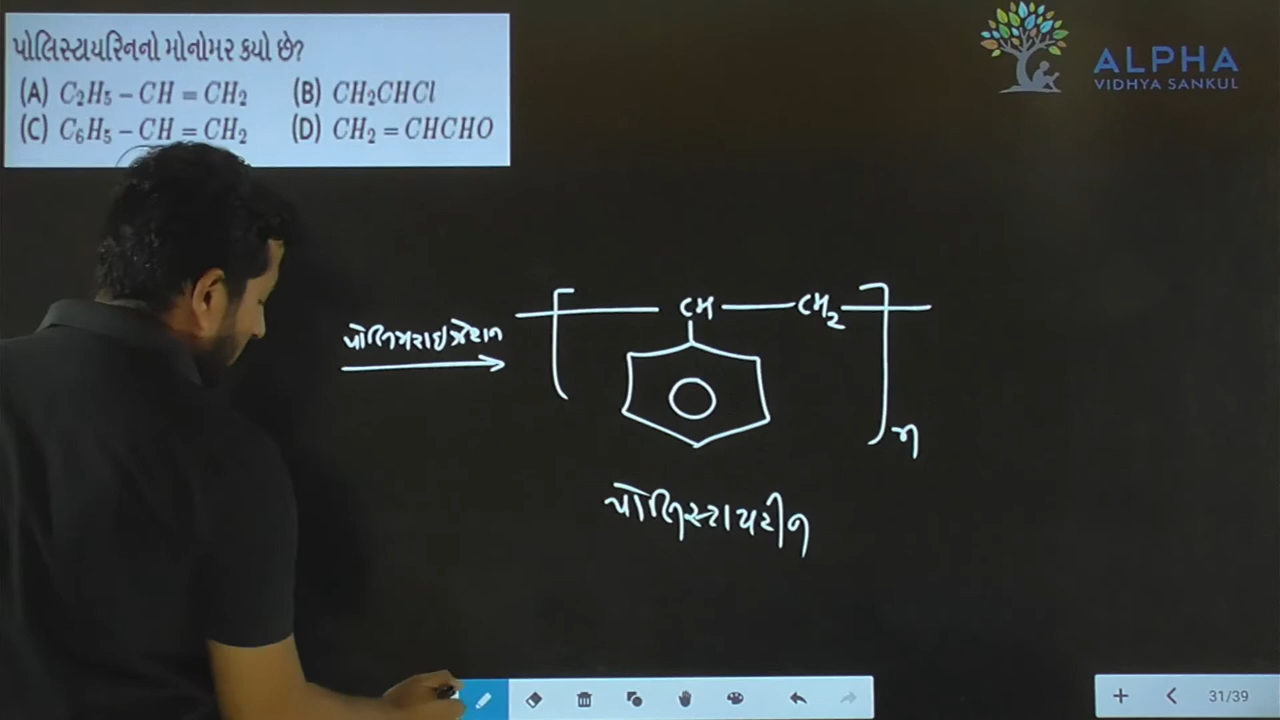 પોલિસ્ટાયરિનનો મોનોમર કયો છે?
(A) C₂H₅ – CH = CH₂ (B) CH₂CHCl
(C) C₆H₅ – CH = CH₂ (D) CH₂ = CHCHO
ALPHA
VIDHYA SANKUL
પોલિમરાઇઝેશન
CH CH₂
n
પોલિસ્ટાયરીન
31/39